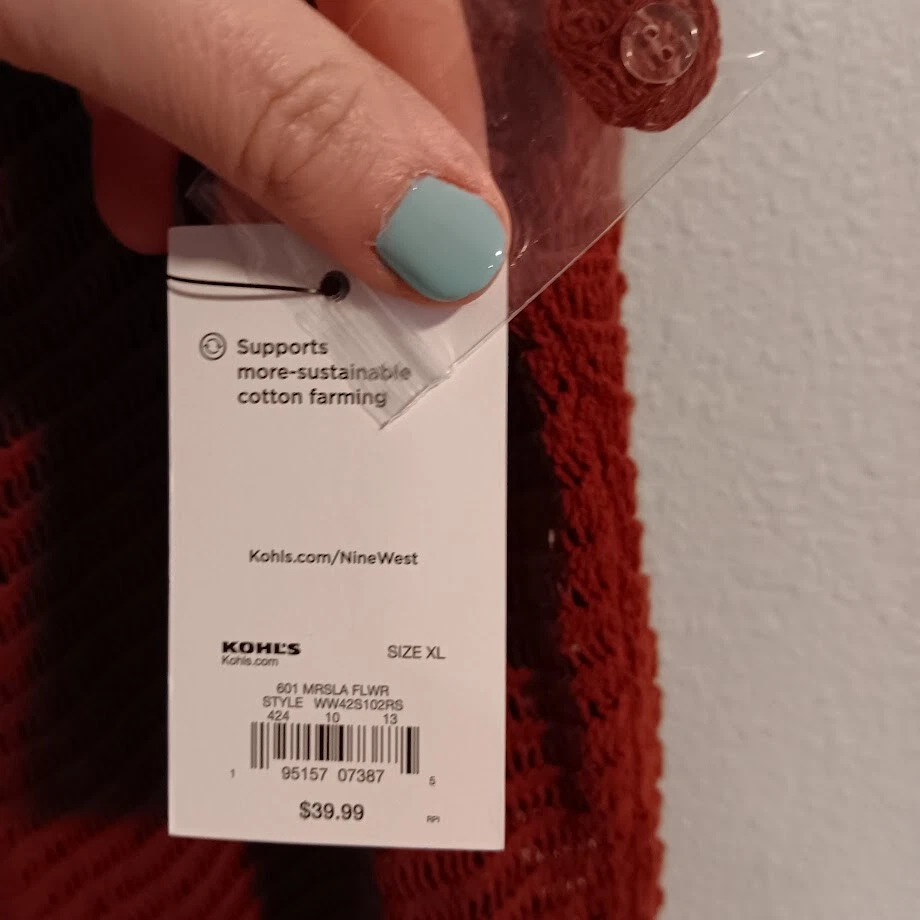 Supports
more-sustainable
cotton farming
Kohls.com/NineWest
KOHL'S SIZE XL
Kohls.com
601 MRSLA FLWR
STYLE WW42S102RS
424 10 13
1 95157 07387 5
$39.99 RPI